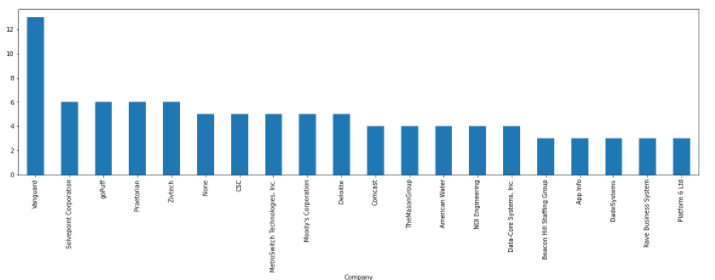 12
10
8
6
4
2
0
Vanguard
Solvepoint Corporation
goPuff
Praetorian
Zivtech
None
CSC
MetroSwitch Technologies, Inc.
Moody's Corporation
Deloitte
Comcast
TheMasonGroup
American Water
NDI Engineering
Data-Core Systems, Inc.
Beacon Hill Staffing Group
App Info
DadeSystems
Rave Business System
Platform 6 Ltd
Company